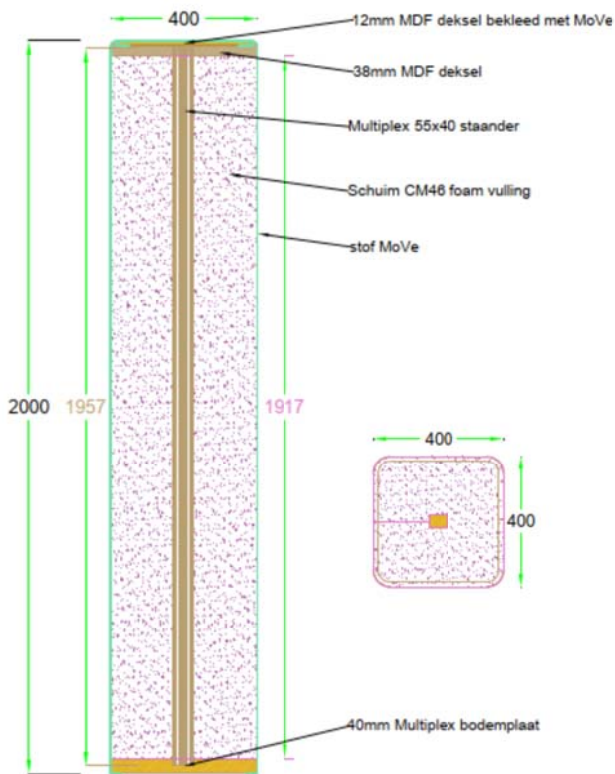 400
12mm MDF deksel bekleed met MoVe
38mm MDF deksel
Multiplex 55x40 staander
Schuim CM46 foam vulling
stof MoVe
2000
1957
1917
400
400
40mm Multiplex bodemplaat